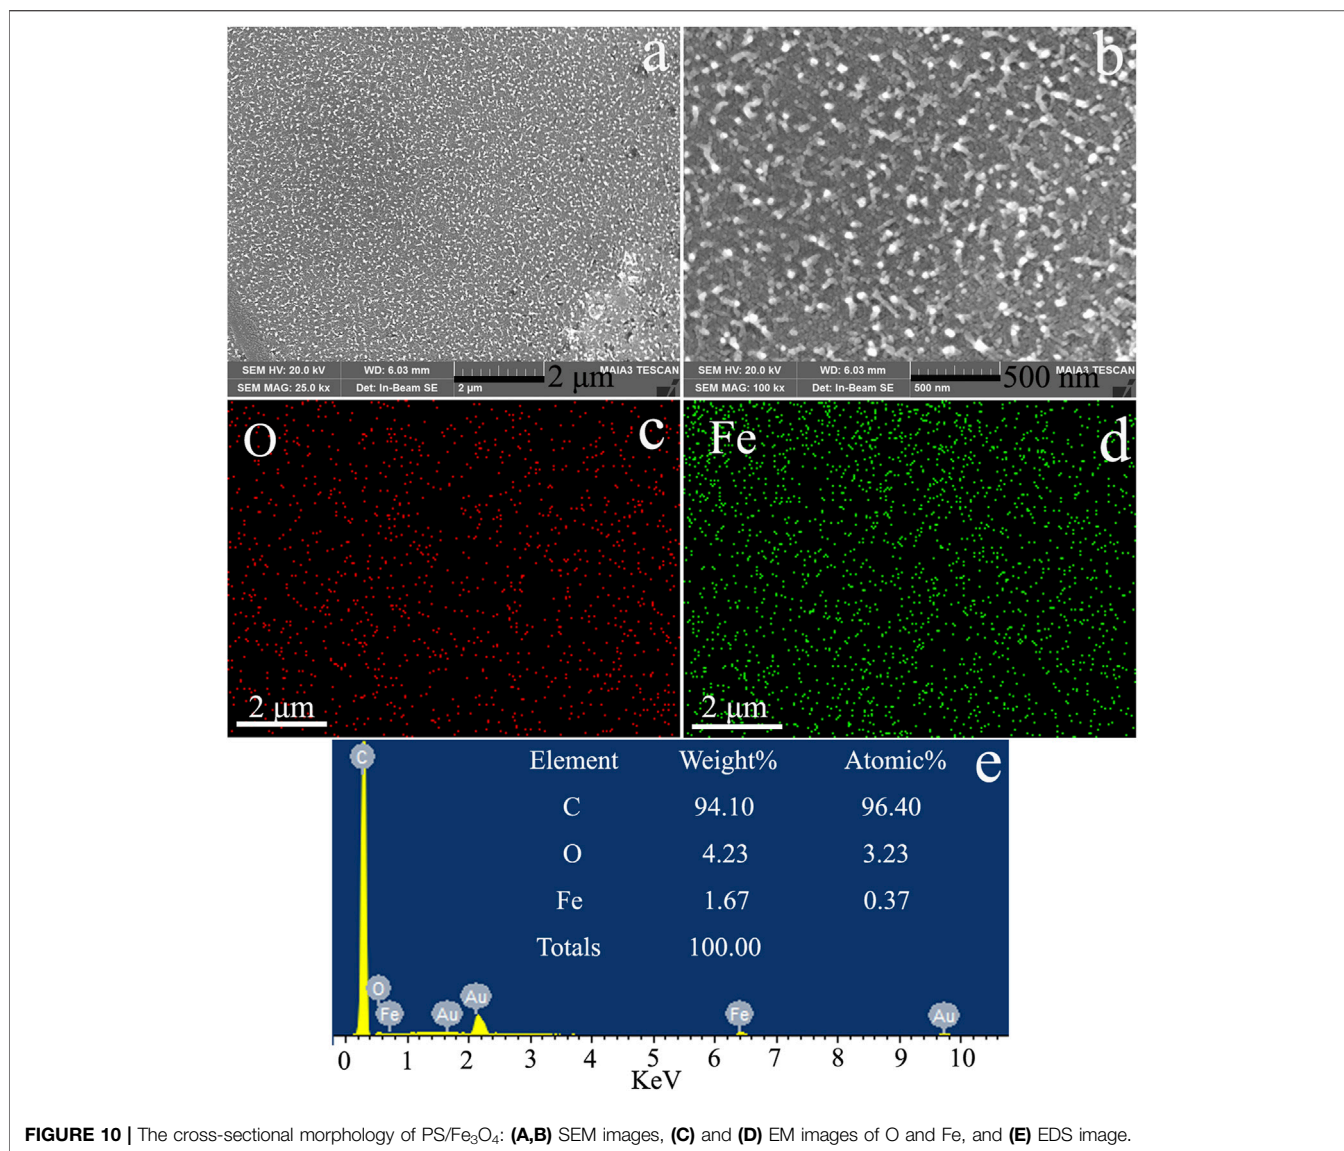 a
SEM HV: 20.0 kV WD: 6.03 mm MAIA3 TESCAN
SEM MAG: 25.0 kx Det: In-Beam SE 2 µm
2 µm
b
SEM HV: 20.0 kV WD: 6.03 mm MAIA3 TESCAN
SEM MAG: 100 kx Det: In-Beam SE 500 nm
500 nm
O c
2 µm
Fe d
2 µm
e
Element Weight% Atomic%
C 94.10 96.40
O 4.23 3.23
Fe 1.67 0.37
Totals 100.00
C
O
Fe Au Au Fe Au
0 1 2 3 4 5 6 7 8 9 10
KeV
FIGURE 10 | The cross-sectional morphology of PS/Fe₃O₄: (A,B) SEM images, (C) and (D) EM images of O and Fe, and (E) EDS image.